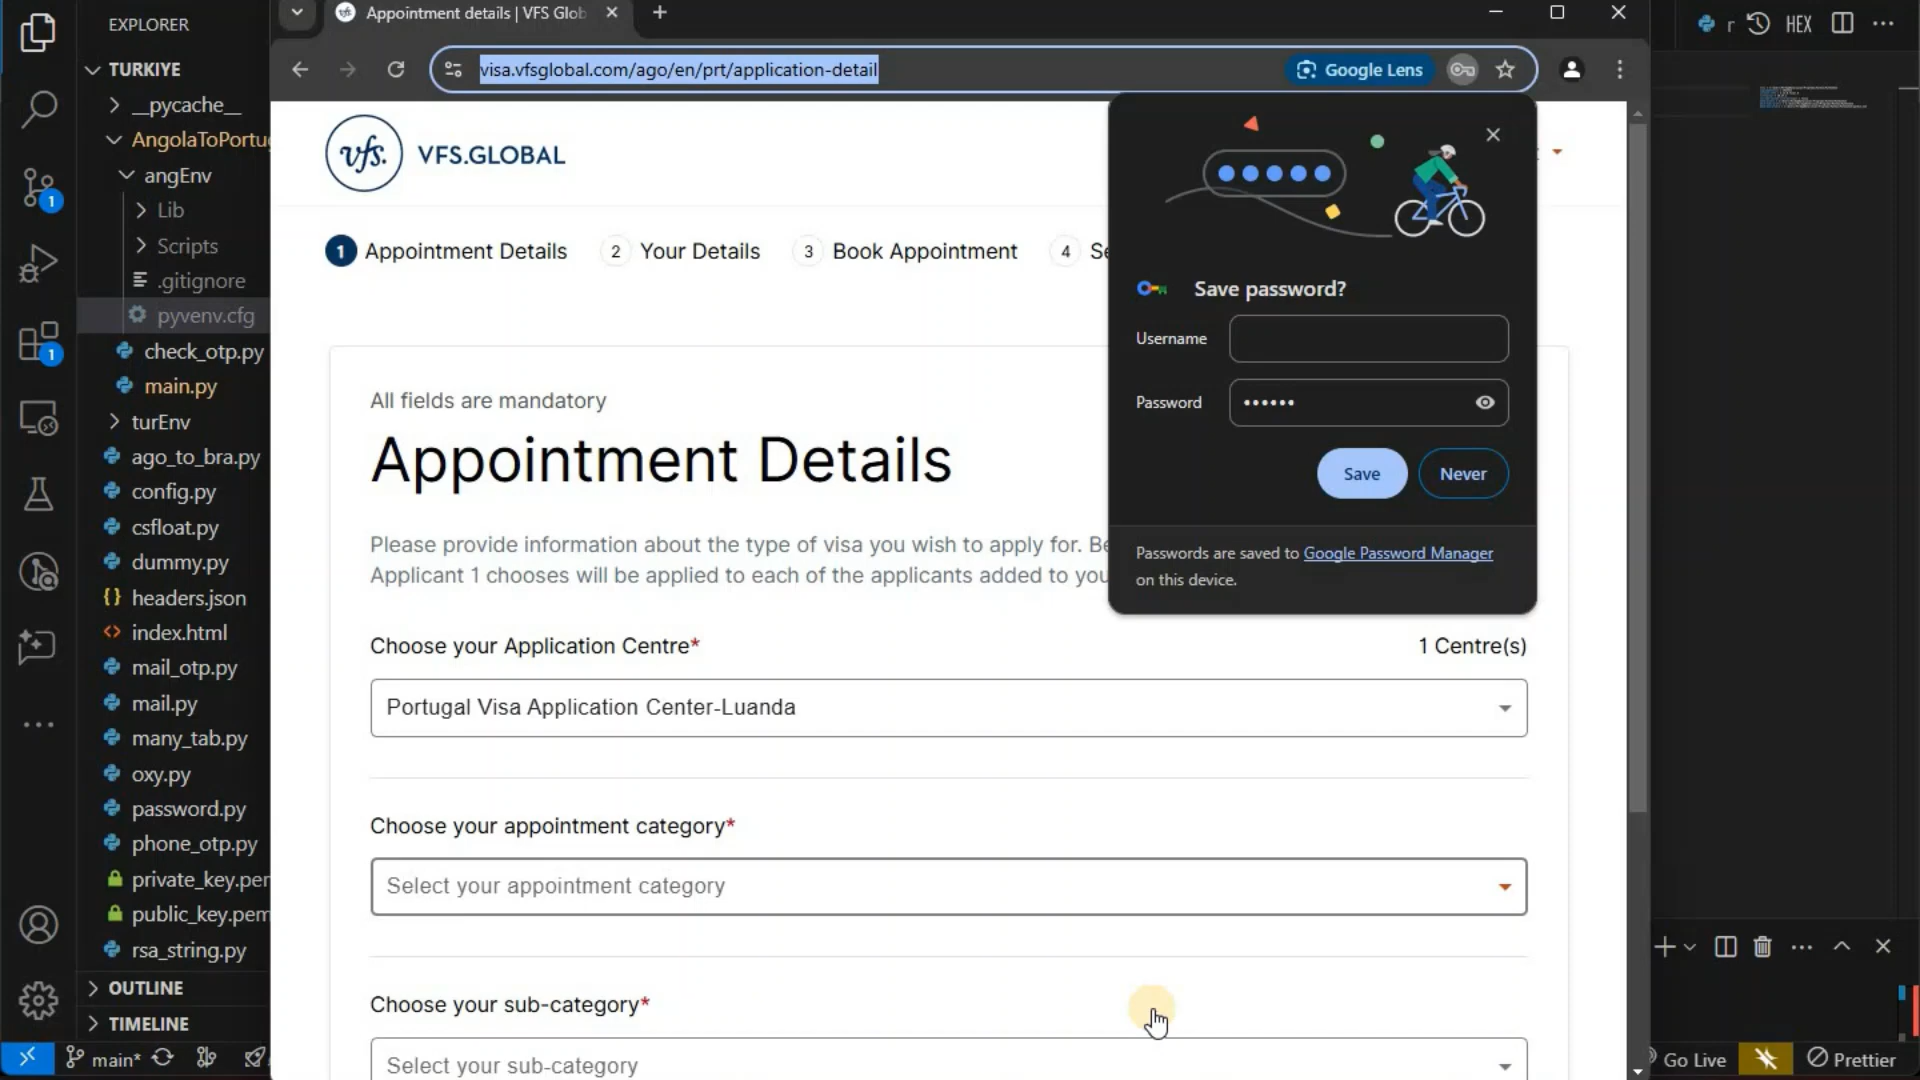 EXPLORER
TURKIYE
__pycache__
AngolaToPortu
angEnv
Lib
Scripts
.gitignore
pyvenv.cfg
check_otp.py
main.py
turEnv
ago_to_bra.py
config.py
csfloat.py
dummy.py
headers.json
index.html
mail_otp.py
mail.py
many_tab.py
oxy.py
password.py
phone_otp.py
private_key.per
public_key.pem
rsa_string.py
OUTLINE
TIMELINE
main*
1
1
Appointment details | VFS Glob
visa.vfsglobal.com/ago/en/prt/application-detail
Google Lens
vfs. VFS.GLOBAL
1 Appointment Details 2 Your Details 3 Book Appointment 4 Se
All fields are mandatory
Appointment Details
Please provide information about the type of visa you wish to apply for. Be
Applicant 1 chooses will be applied to each of the applicants added to you
Choose your Application Centre* 1 Centre(s)
Portugal Visa Application Center-Luanda
Choose your appointment category*
Select your appointment category
Choose your sub-category*
Select your sub-category
Save password?
Username
Password ••••••
Save Never
Passwords are saved to Google Password Manager
on this device.
r HEX
Go Live Prettier